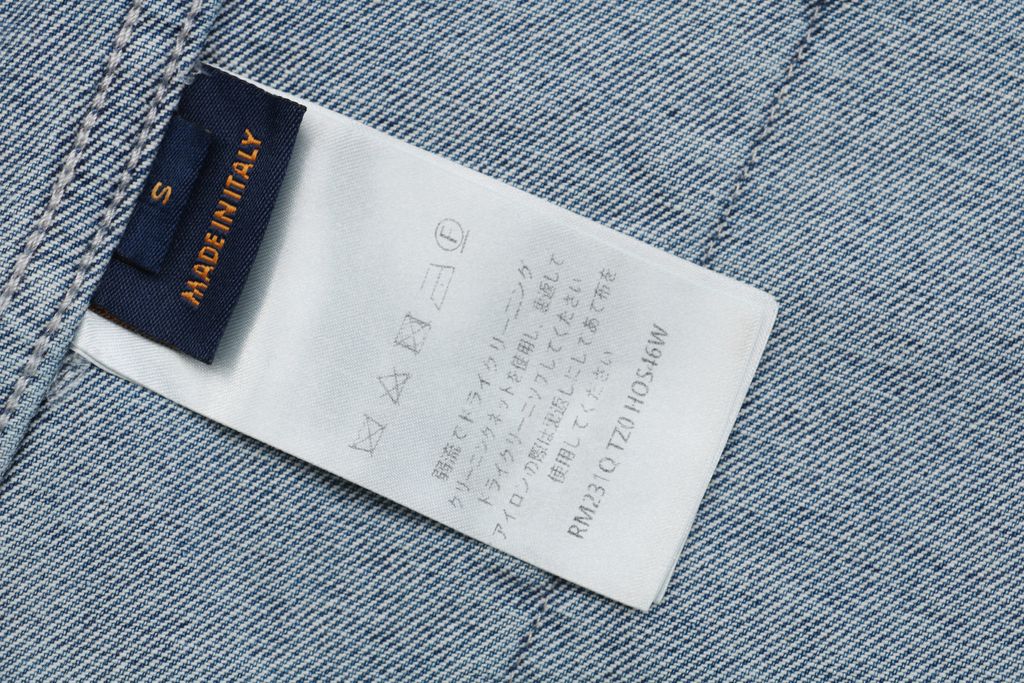 S
MADE IN ITALY
弱流でドライクリーニング
クリーニングネットを使用し、裏返して
ドライクリーニングしてください
アイロンの際は裏返しにしてあて布を
使用してください
RM231Q TZ0 HOS46W
F